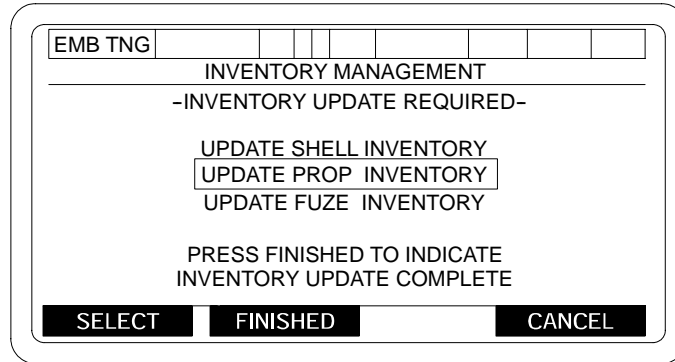 EMB TNG
INVENTORY MANAGEMENT
-INVENTORY UPDATE REQUIRED-
UPDATE SHELL INVENTORY
UPDATE PROP INVENTORY
UPDATE FUZE INVENTORY
PRESS FINISHED TO INDICATE
INVENTORY UPDATE COMPLETE
SELECT FINISHED CANCEL